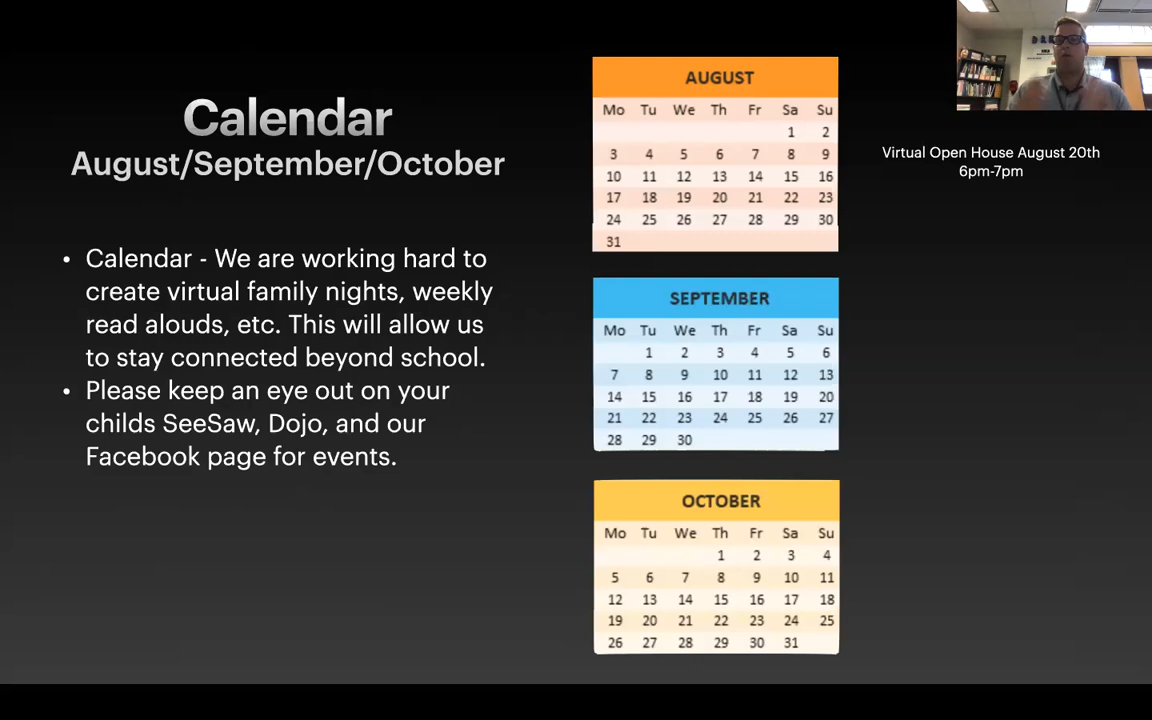 Calendar
August/September/October
• Calendar - We are working hard to
create virtual family nights, weekly
read alouds, etc. This will allow us
to stay connected beyond school.
• Please keep an eye out on your
childs SeeSaw, Dojo, and our
Facebook page for events.
AUGUST
Mo Tu We Th Fr Sa Su
1 2
3 4 5 6 7 8 9
10 11 12 13 14 15 16
17 18 19 20 21 22 23
24 25 26 27 28 29 30
31
SEPTEMBER
Mo Tu We Th Fr Sa Su
1 2 3 4 5 6
7 8 9 10 11 12 13
14 15 16 17 18 19 20
21 22 23 24 25 26 27
28 29 30
OCTOBER
Mo Tu We Th Fr Sa Su
1 2 3 4
5 6 7 8 9 10 11
12 13 14 15 16 17 18
19 20 21 22 23 24 25
26 27 28 29 30 31
Virtual Open House August 20th
6pm-7pm